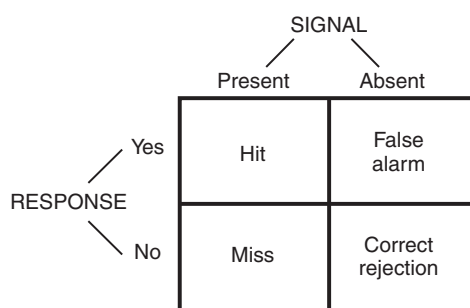 SIGNAL
Present Absent
Yes
Hit
False
alarm
RESPONSE
No
Miss
Correct
rejection